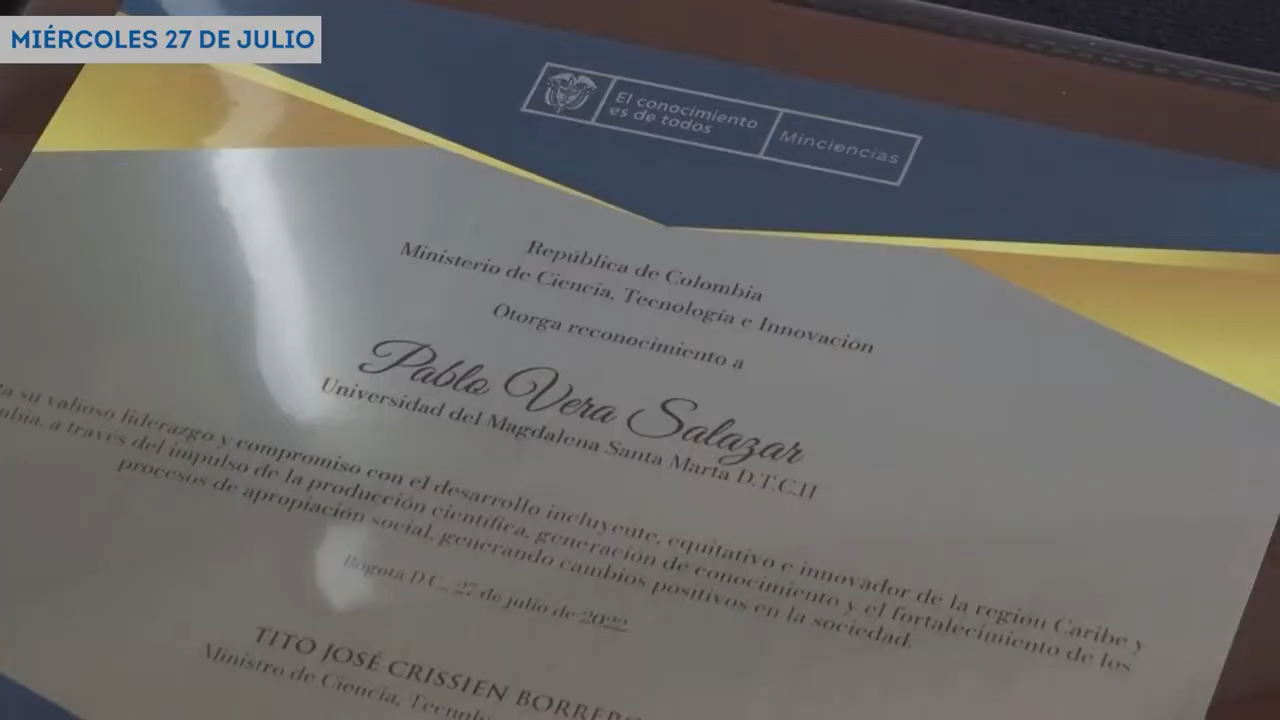 MIÉRCOLES 27 DE JULIO
El conocimiento
es de todos
Minciencias
República de Colombia
Ministerio de Ciencia, Tecnología e Innovación
Otorga reconocimiento a
Pablo Vera Salazar
Universidad del Magdalena Santa Marta D.T.C.H
su valioso liderazgo y compromiso con el desarrollo incluyente, equitativo e innovador de la región Caribe y
a través del impulso de la producción científica, generación de conocimiento y el fortalecimiento de los
procesos de apropiación social, generando cambios positivos en la sociedad.
Bogotá D.C., 27 de julio de 2022
TITO JOSÉ CRISSIEN
Ministro de Ciencia,